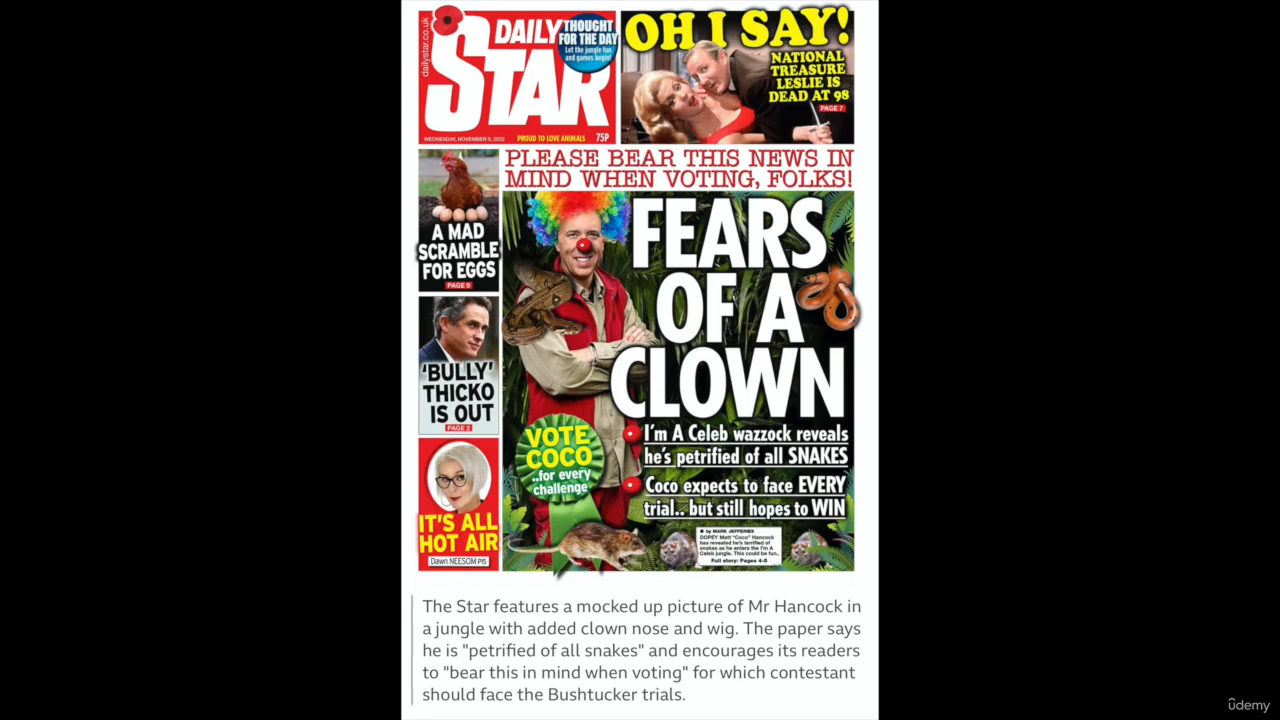 dailystar.co.uk
DAILY
STAR
THOUGHT
FOR THE DAY
Let the jungle fun
and games begin!
WEDNESDAY, NOVEMBER 9, 2022 PROUD TO LOVE ANIMALS 75P
OH I SAY!
NATIONAL
TREASURE
LESLIE IS
DEAD AT 98
PAGE 7
A MAD
SCRAMBLE
FOR EGGS
PAGE 9
'BULLY'
THICKO
IS OUT
PAGE 2
IT'S ALL
HOT AIR
Dawn NEESOM P15
PLEASE BEAR THIS NEWS IN
MIND WHEN VOTING, FOLKS!
FEARS
OF A
CLOWN
VOTE
COCO
..for every
challenge
I'm A Celeb wazzock reveals
he's petrified of all SNAKES
Coco expects to face EVERY
trial.. but still hopes to WIN
by MARK JEFFERIES
DOPEY Matt "Coco" Hancock
has revealed he's terrified of
snakes as he enters the I'm A
Celeb jungle. This could be fun..
Full story: Pages 4-5
The Star features a mocked up picture of Mr Hancock in
a jungle with added clown nose and wig. The paper says
he is "petrified of all snakes" and encourages its readers
to "bear this in mind when voting" for which contestant
should face the Bushtucker trials.
ûdemy